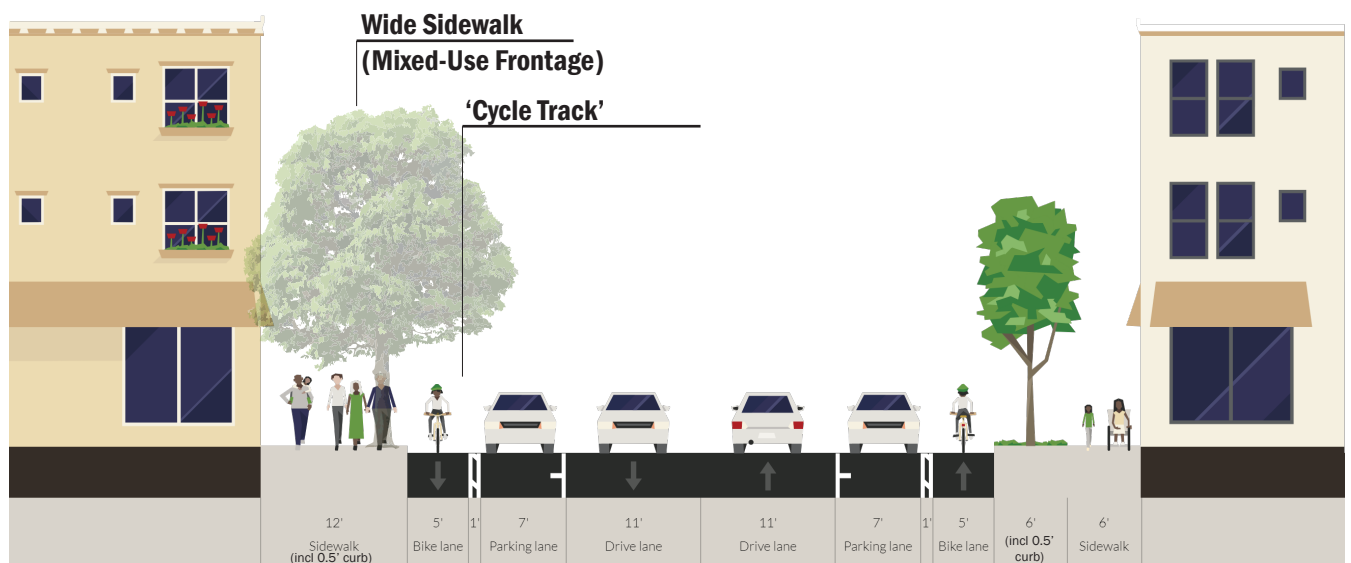 Wide Sidewalk
(Mixed-Use Frontage)
‘Cycle Track’
12'
Sidewalk
(incl 0.5' curb)
5'
Bike lane
1'
7'
Parking lane
11'
Drive lane
11'
Drive lane
7'
Parking lane
1'
5'
Bike lane
6'
(incl 0.5'
curb)
6'
Sidewalk